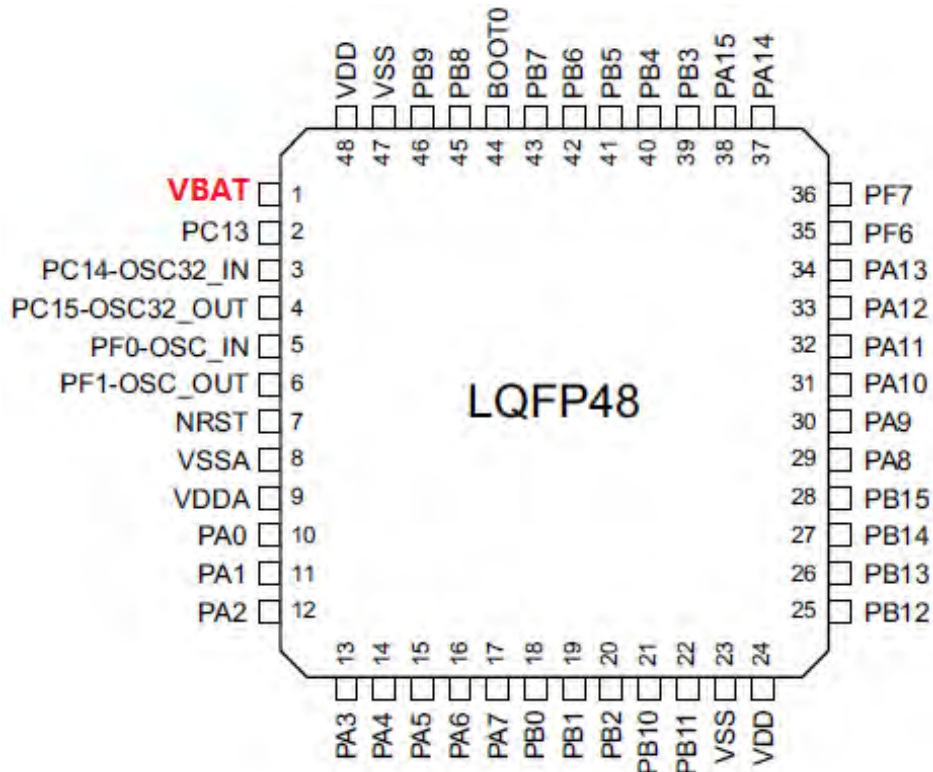 VDD VSS PB9 PB8 BOOT0 PB7 PB6 PB5 PB4 PB3 PA15 PA14
48 47 46 45 44 43 42 41 40 39 38 37
VBAT 1 36 PF7
PC13 2 35 PF6
PC14-OSC32_IN 3 34 PA13
PC15-OSC32_OUT 4 33 PA12
PF0-OSC_IN 5 32 PA11
PF1-OSC_OUT 6 31 PA10
LQFP48
NRST 7 30 PA9
VSSA 8 29 PA8
VDDA 9 28 PB15
PA0 10 27 PB14
PA1 11 26 PB13
PA2 12 25 PB12
13 14 15 16 17 18 19 20 21 22 23 24
PA3 PA4 PA5 PA6 PA7 PB0 PB1 PB2 PB10 PB11 VSS VDD